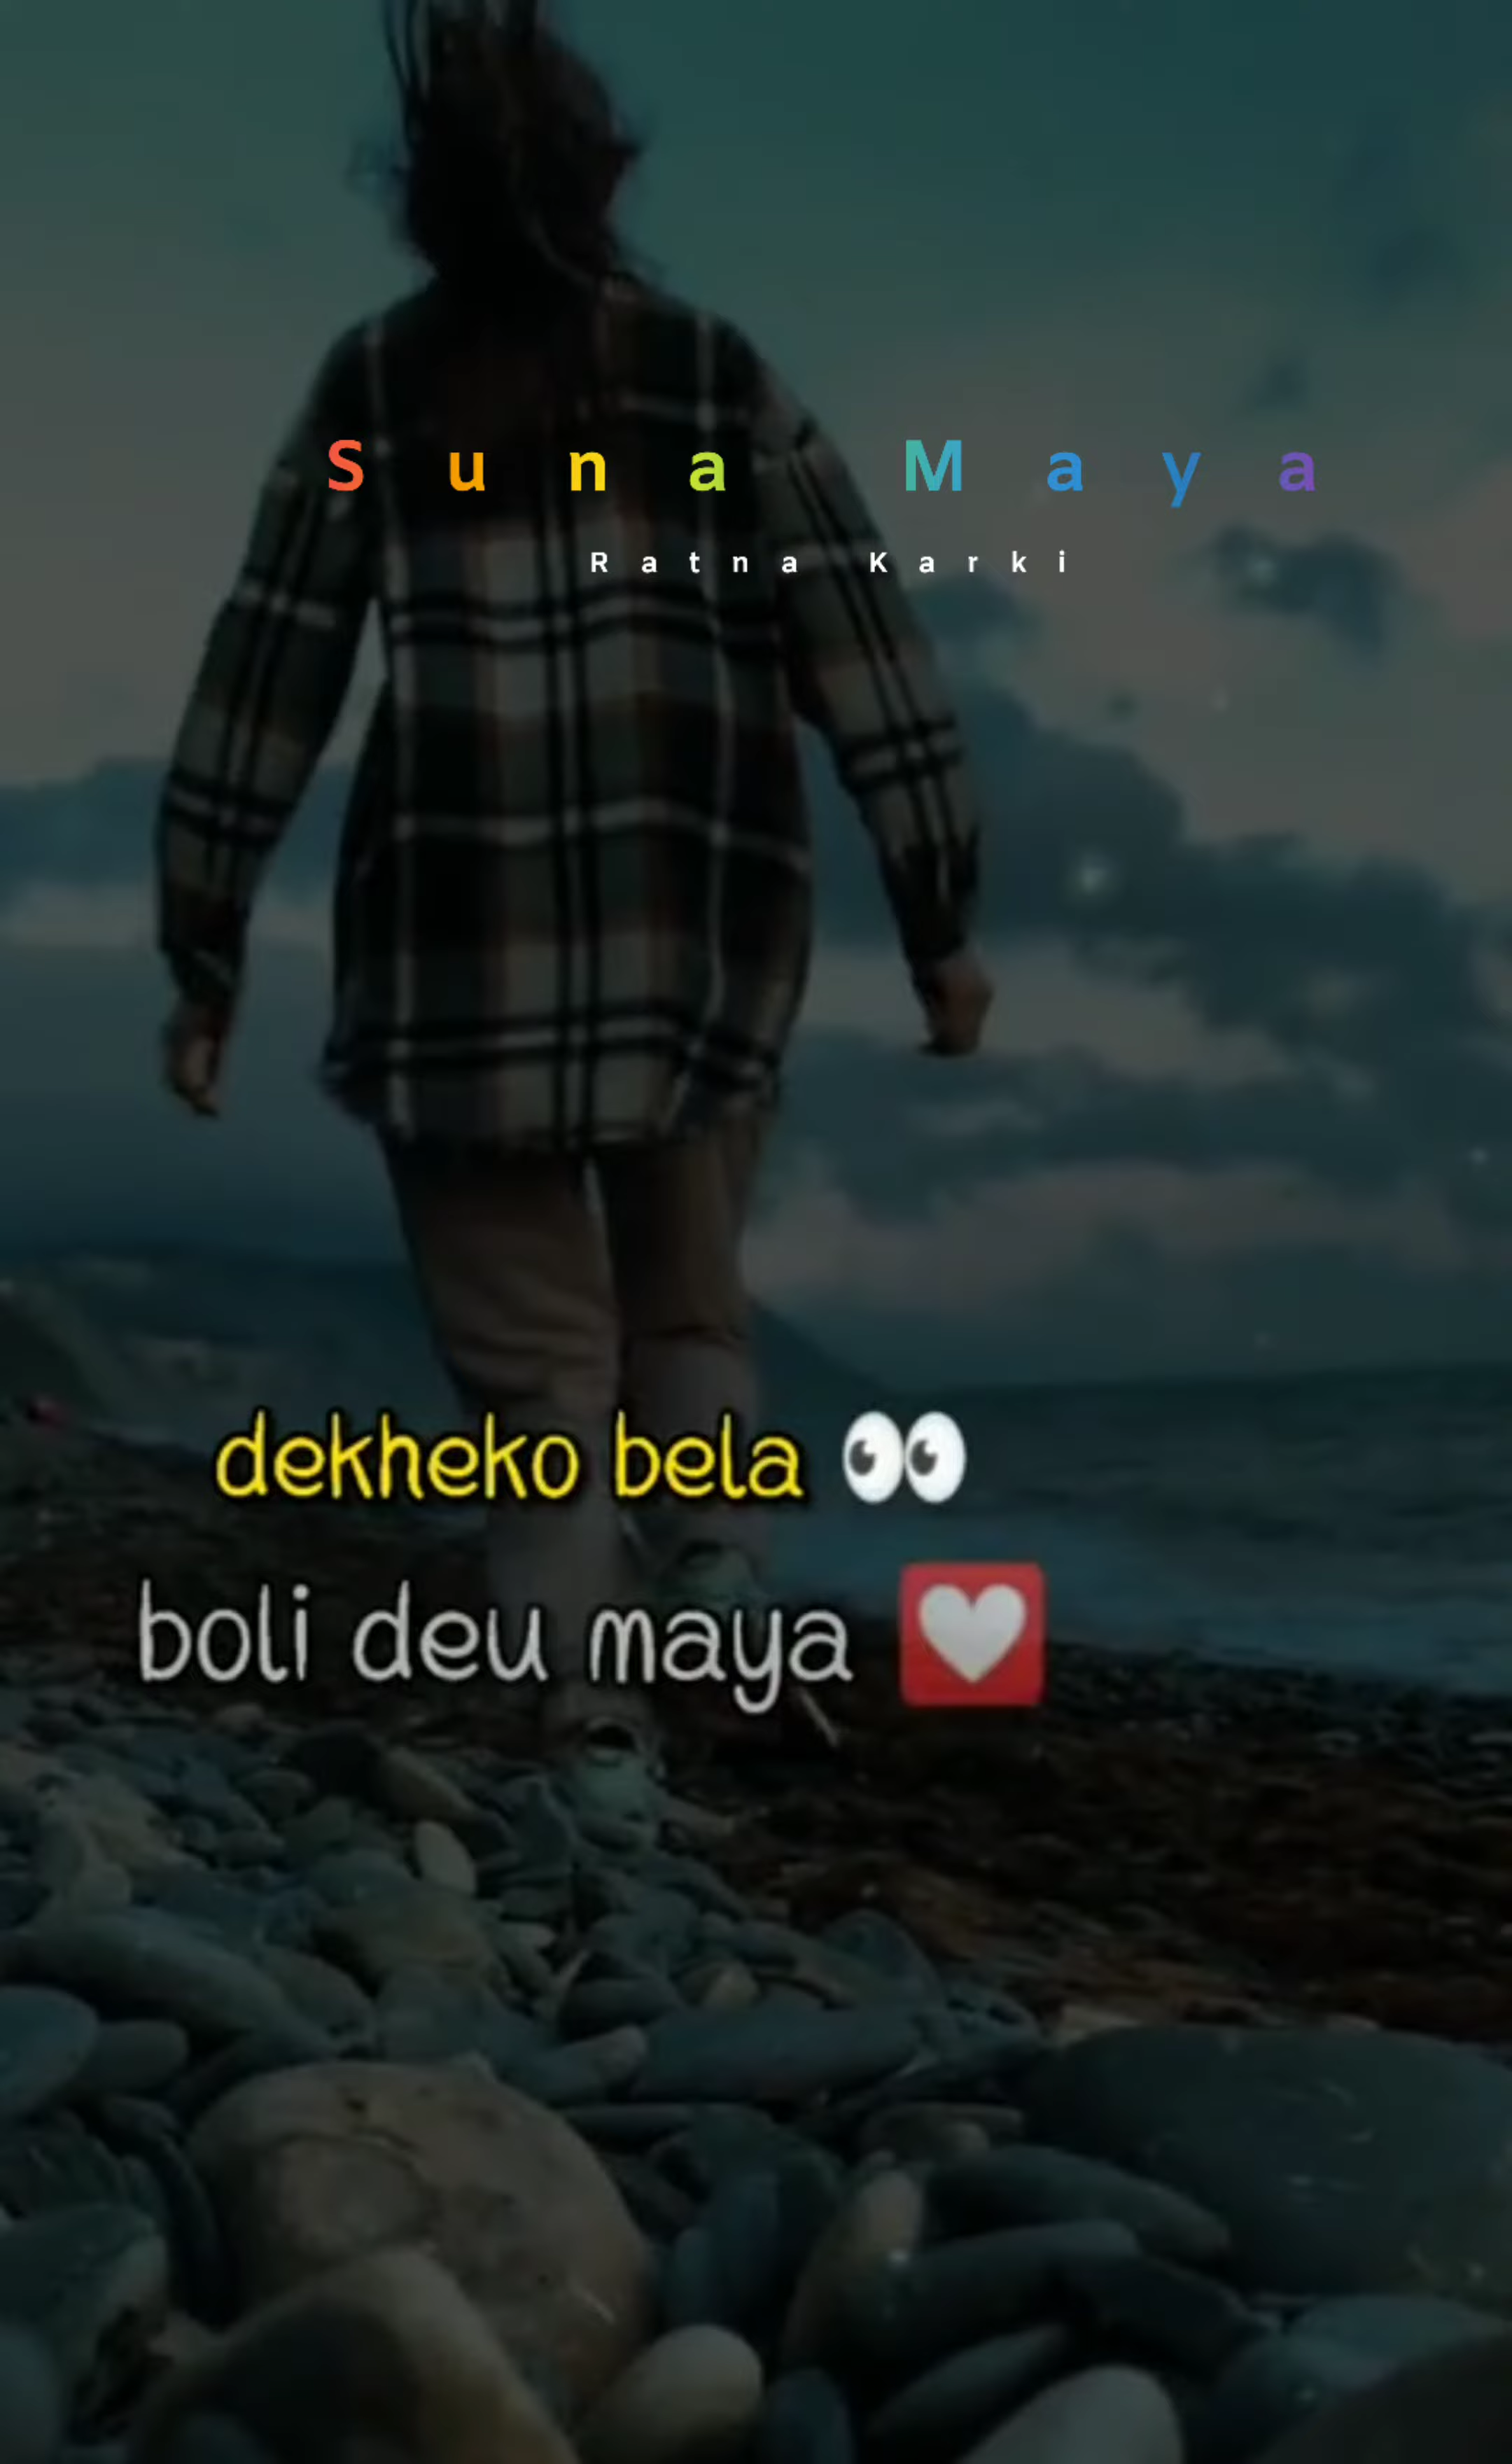 Suna Maya
Ratna Karki
dekheko bela 👀
boli deu maya 💟